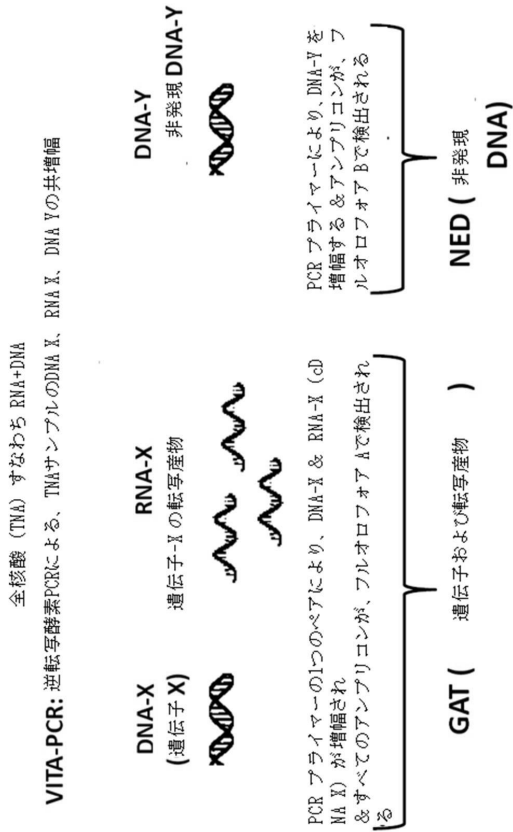 全核酸 (TNA) すなわち RNA+DNA
VITA-PCR: 逆転写酵素PCRによる、TNAサンプルのDNA X、RNA X、DNA Yの共増幅
DNA-X
(遺伝子 X)
RNA-X
遺伝子-X の転写産物
DNA-Y
非発現 DNA-Y
PCR プライマーの1つのペアにより、DNA-X & RNA-X (cD
NA X) が増幅され
&すべてのアンプリコンが、フルオロフォア Aで検出され
る
PCR プライマーにより、DNA-Y を
増幅する &アンプリコンが、フ
ルオロフォア Bで検出される
GAT ( 遺伝子および転写産物 )
NED ( 非発現
DNA)